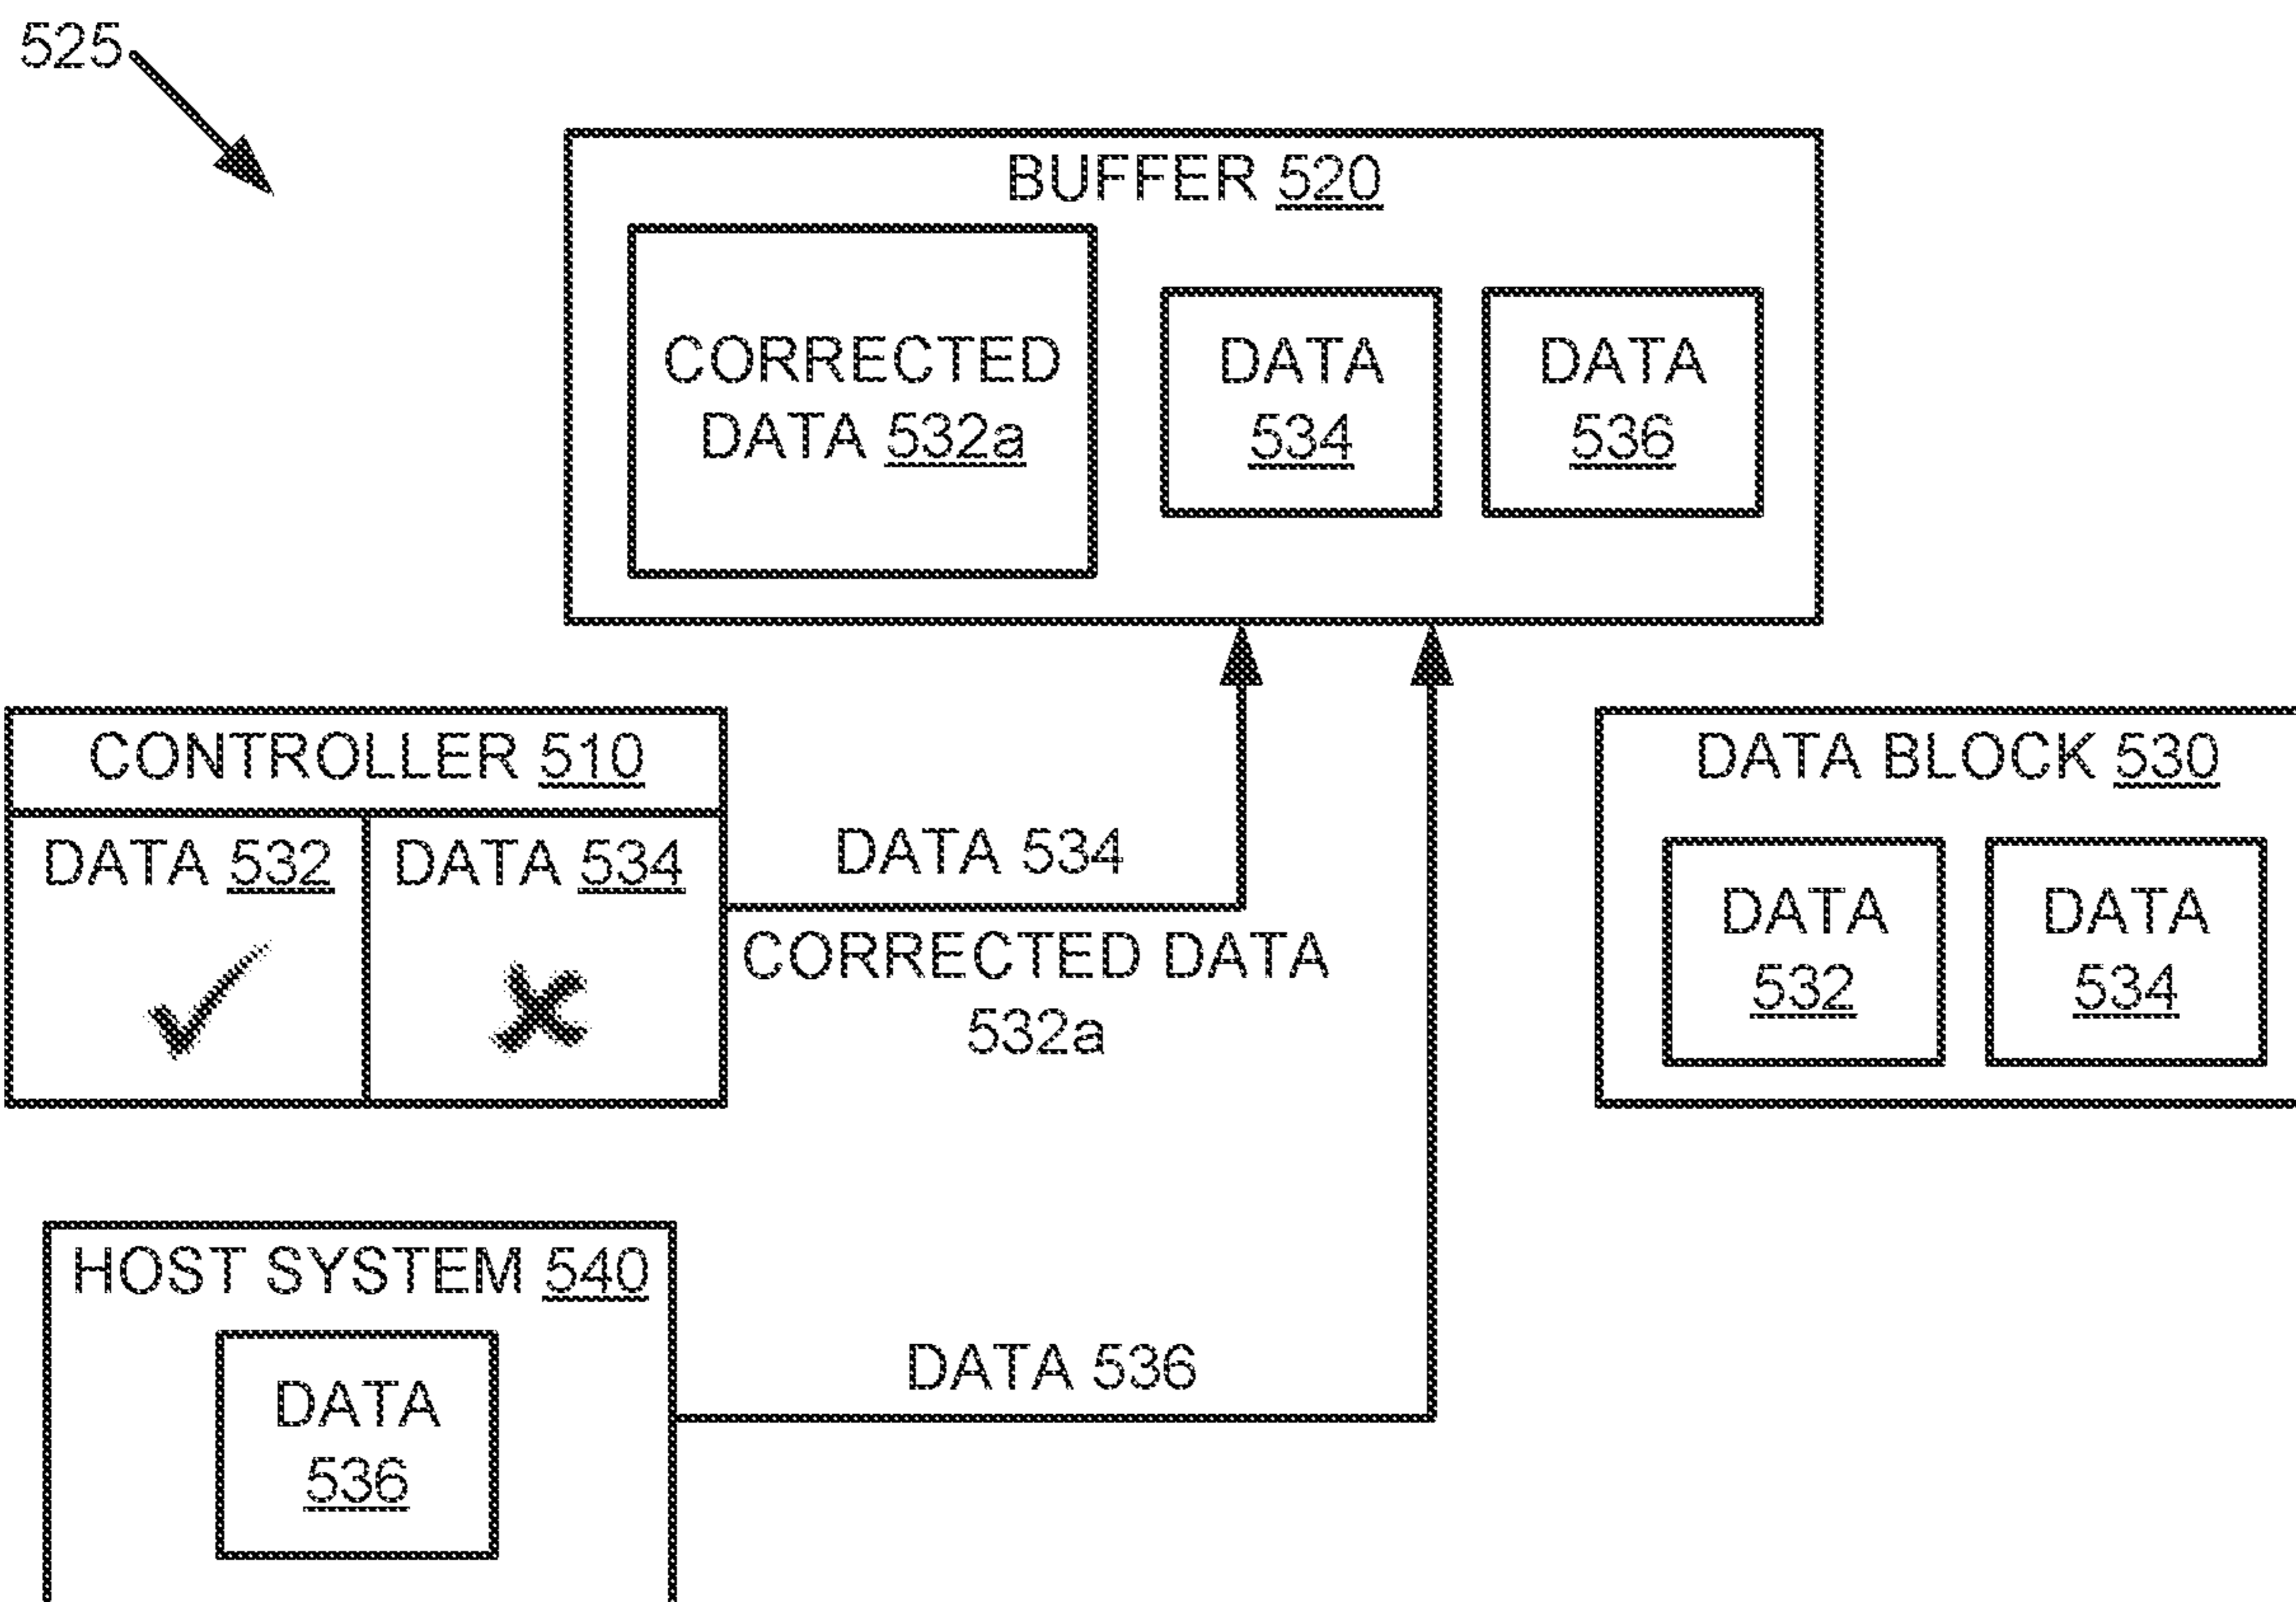 525
BUFFER 520
CORRECTED
DATA 532a
DATA
534
DATA
536
CONTROLLER 510
DATA 532
DATA 534
DATA 534
CORRECTED DATA
532a
DATA BLOCK 530
DATA
532
DATA
534
HOST SYSTEM 540
DATA
536
DATA 536